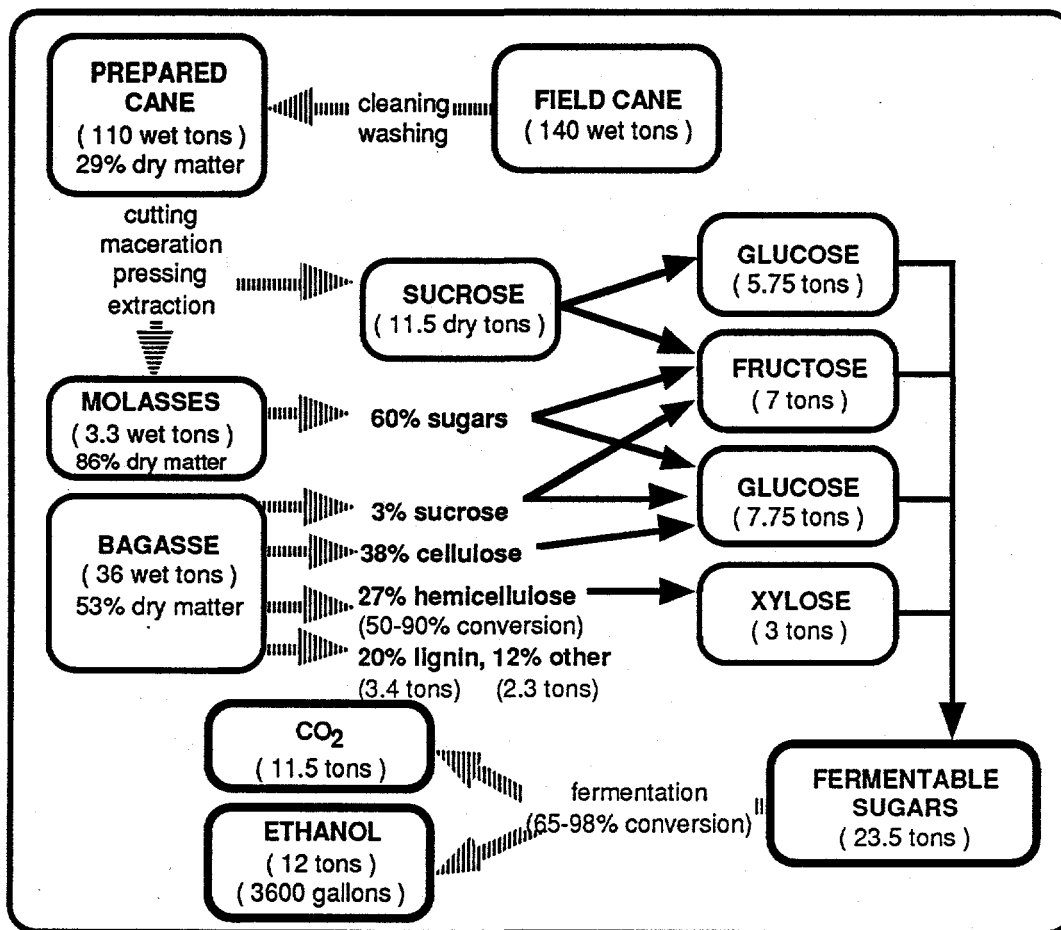 PREPARED
CANE
( 110 wet tons )
29% dry matter
cleaning
washing
FIELD CANE
( 140 wet tons )
cutting
maceration
pressing
extraction
SUCROSE
( 11.5 dry tons )
GLUCOSE
( 5.75 tons )
FRUCTOSE
( 7 tons )
MOLASSES
( 3.3 wet tons )
86% dry matter
60% sugars
GLUCOSE
( 7.75 tons )
BAGASSE
( 36 wet tons )
53% dry matter
3% sucrose
38% cellulose
27% hemicellulose
(50-90% conversion)
20% lignin, 12% other
(3.4 tons) (2.3 tons)
XYLOSE
( 3 tons )
CO2
( 11.5 tons )
ETHANOL
( 12 tons )
( 3600 gallons )
fermentation
(65-98% conversion)
FERMENTABLE
SUGARS
( 23.5 tons )